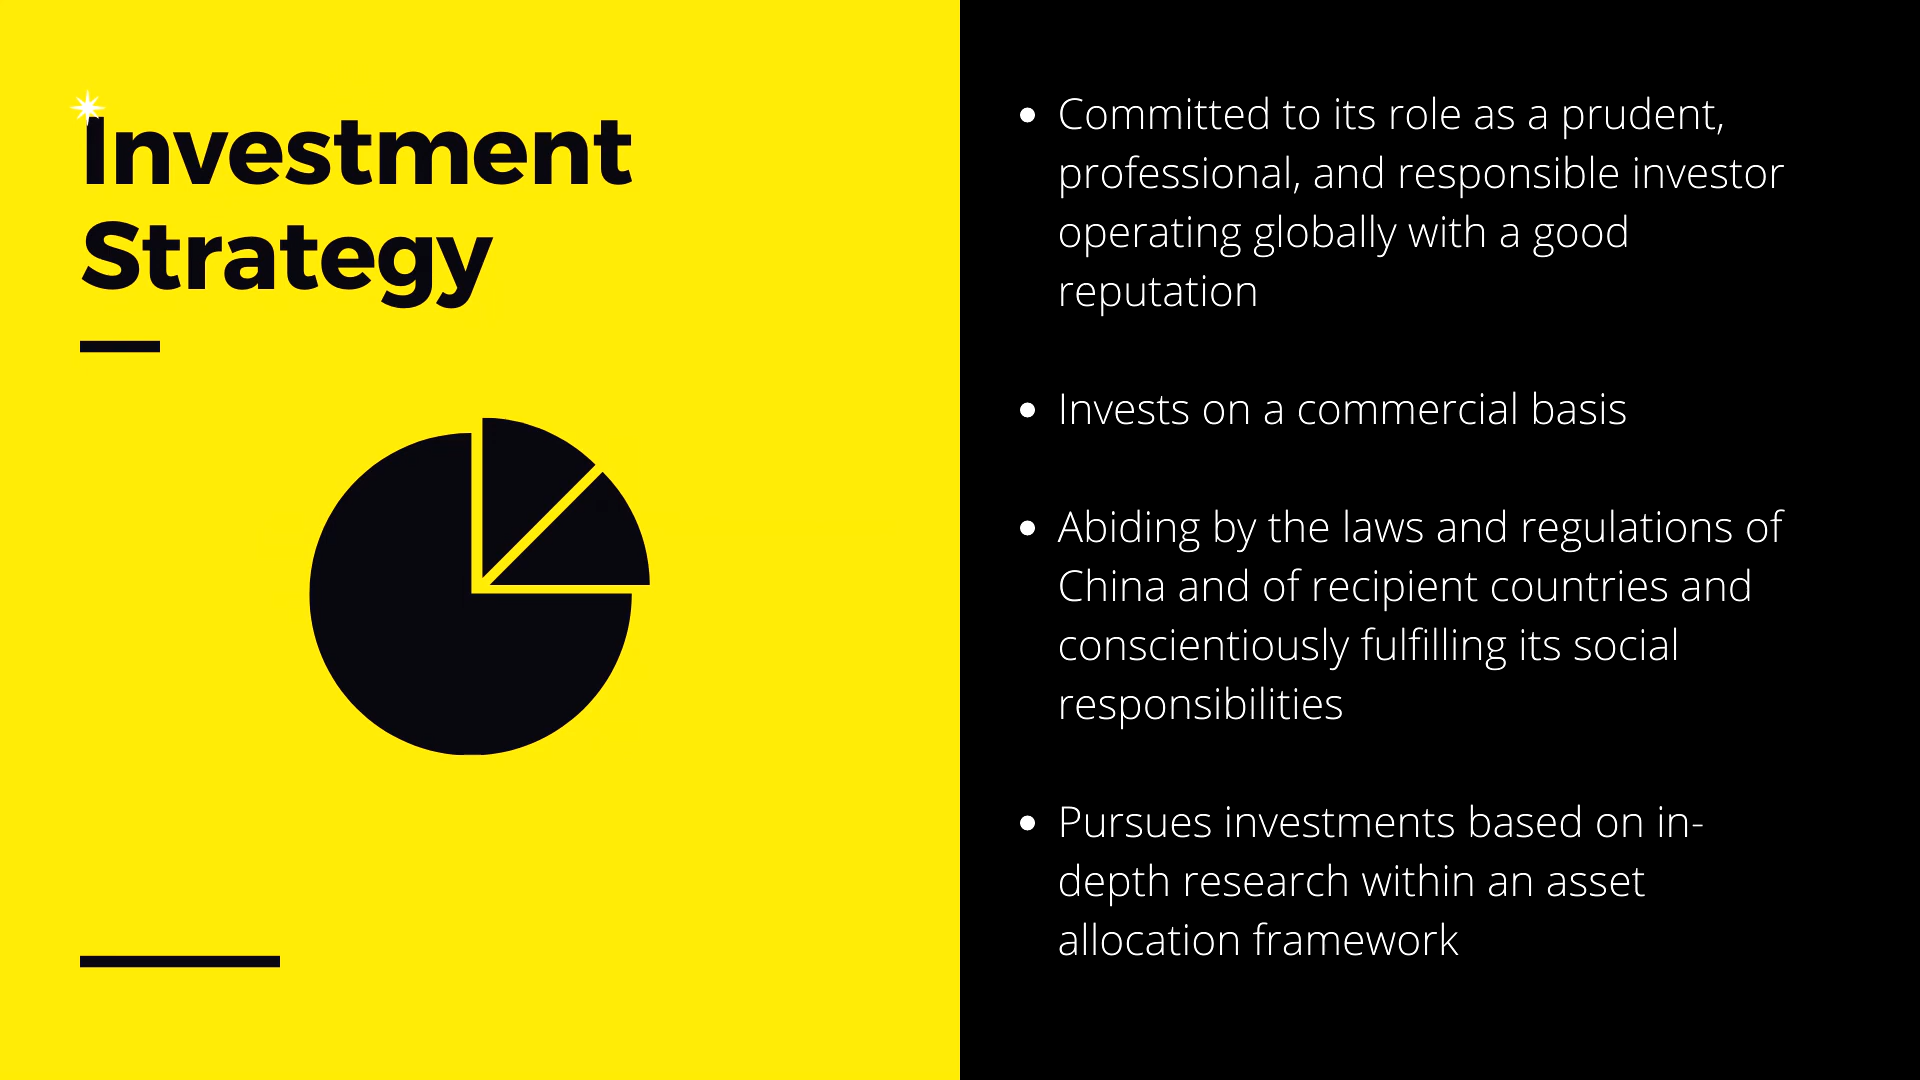 Investment
Strategy
• Committed to its role as a prudent,
professional, and responsible investor
operating globally with a good
reputation
• Invests on a commercial basis
• Abiding by the laws and regulations of
China and of recipient countries and
conscientiously fulfilling its social
responsibilities
• Pursues investments based on in-
depth research within an asset
allocation framework